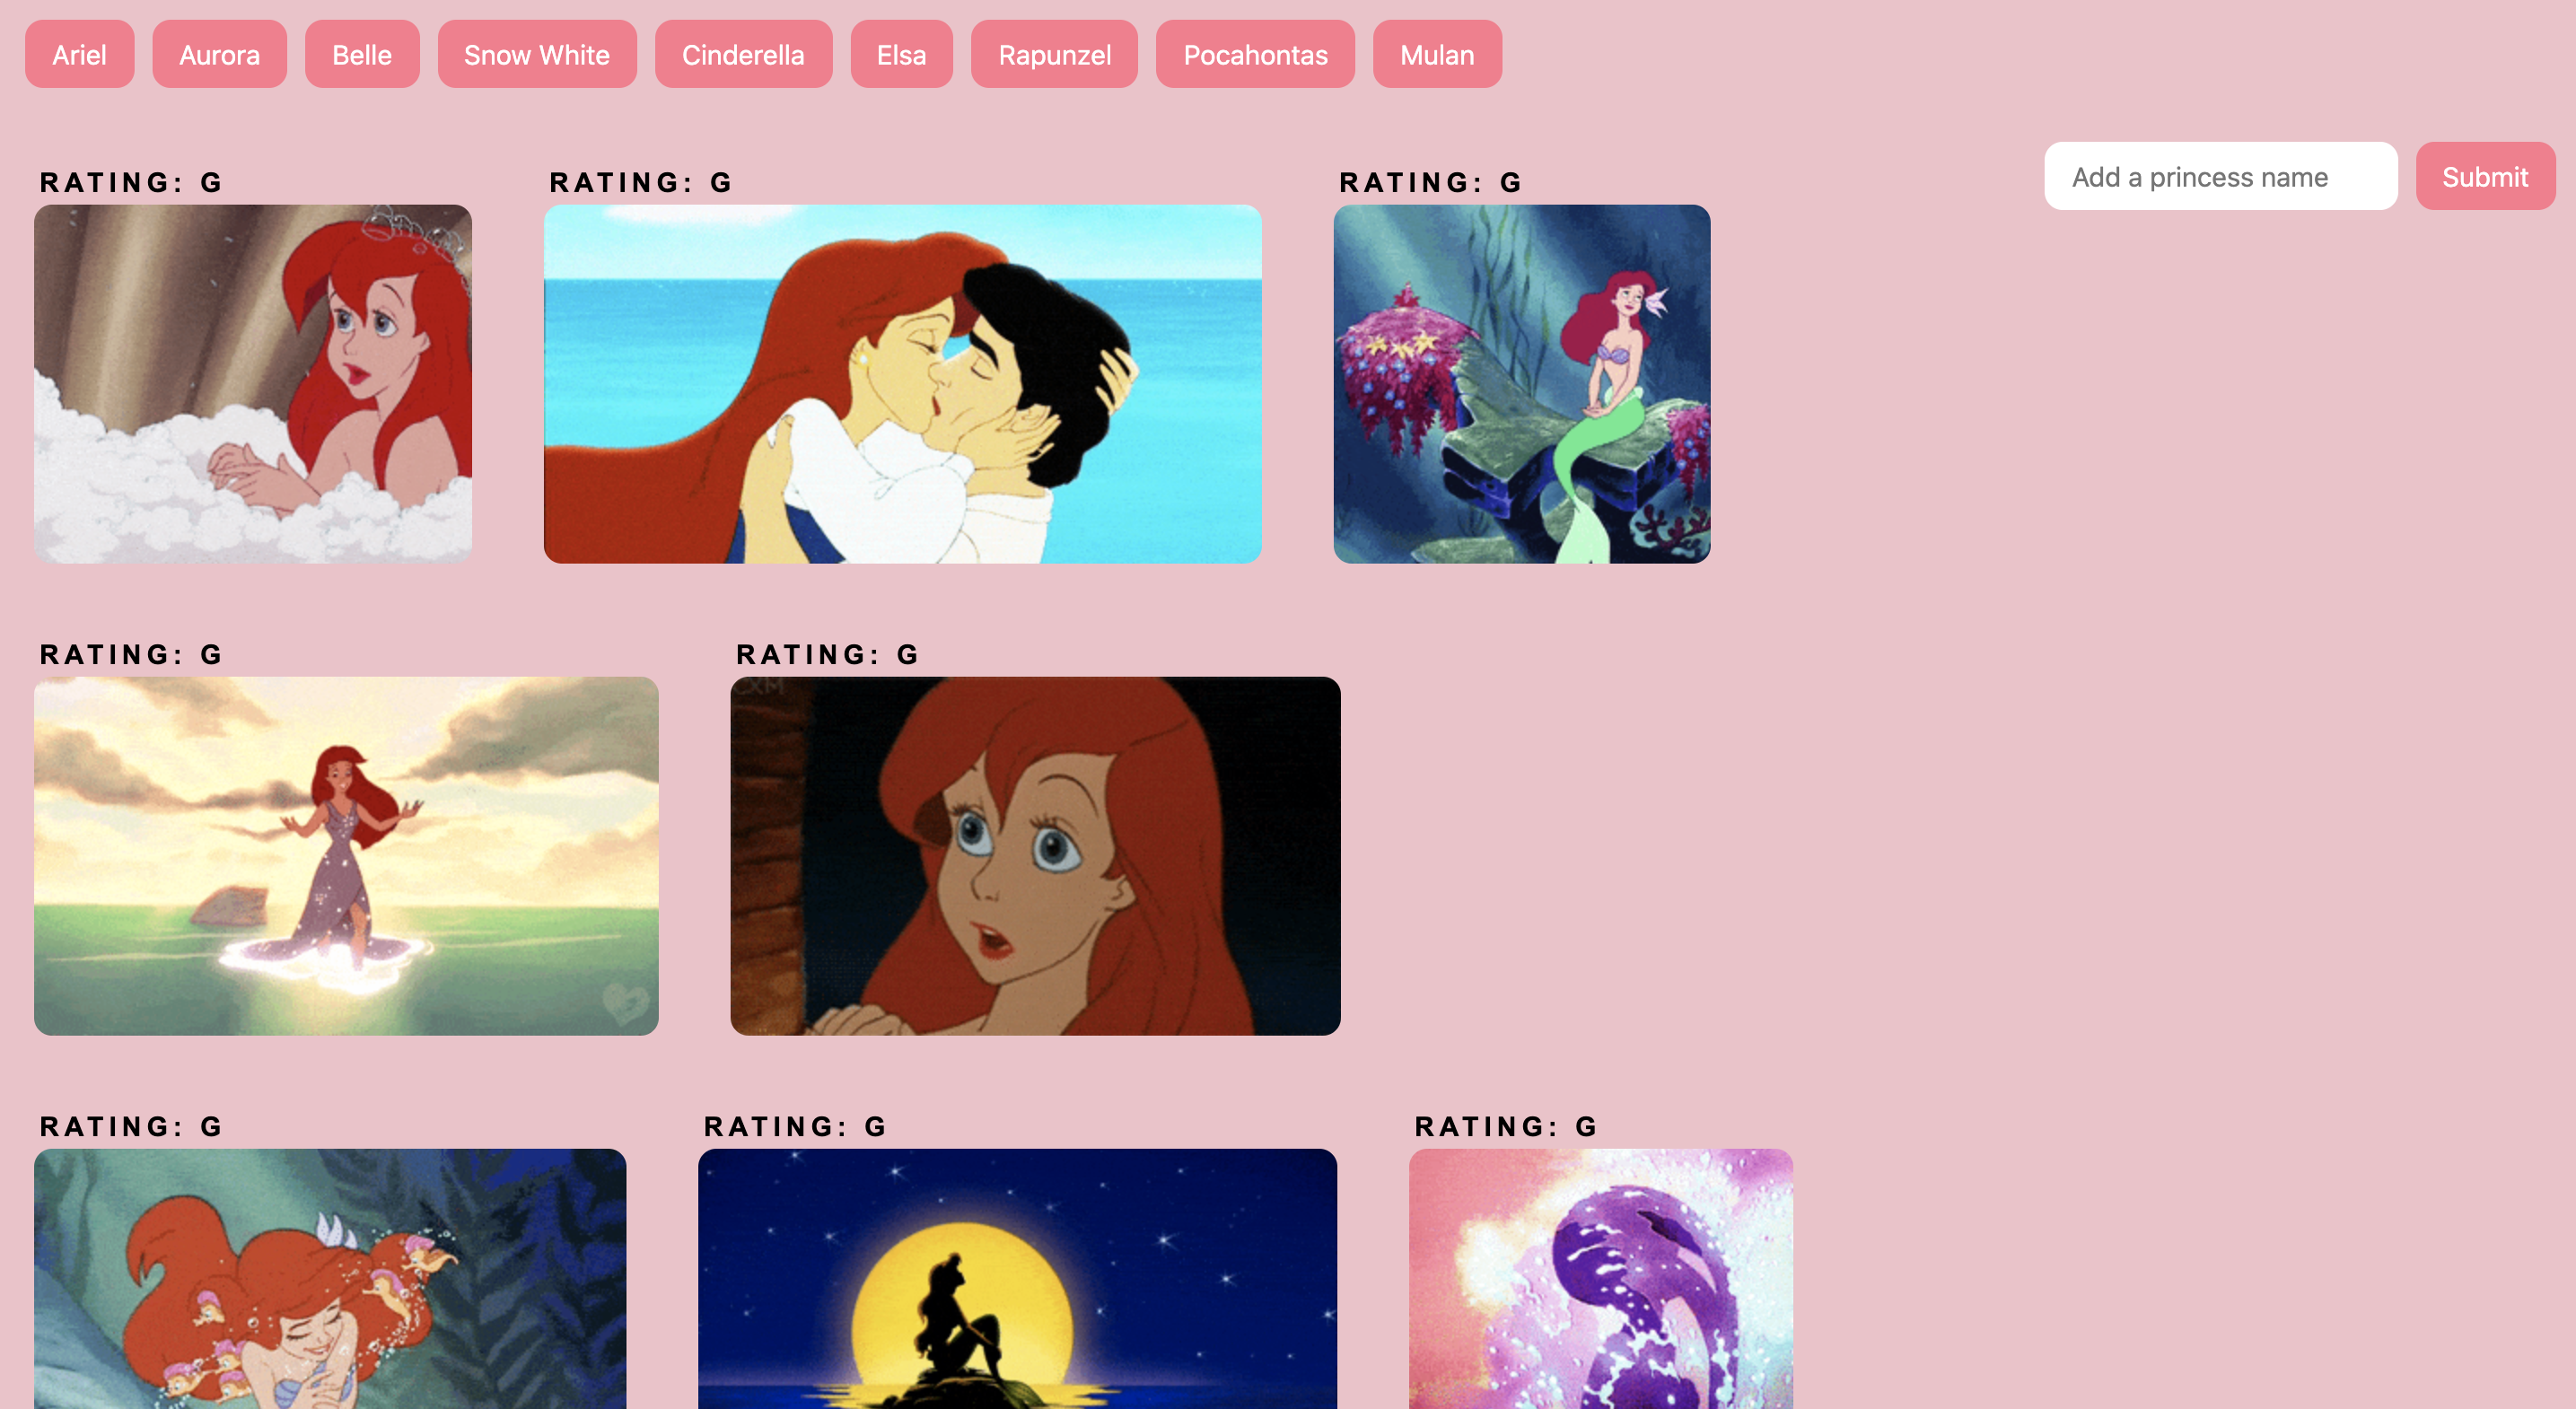 Ariel Aurora Belle Snow White Cinderella Elsa Rapunzel Pocahontas Mulan
Add a princess name Submit
RATING: G RATING: G RATING: G
RATING: G RATING: G
CXM
RATING: G RATING: G RATING: G